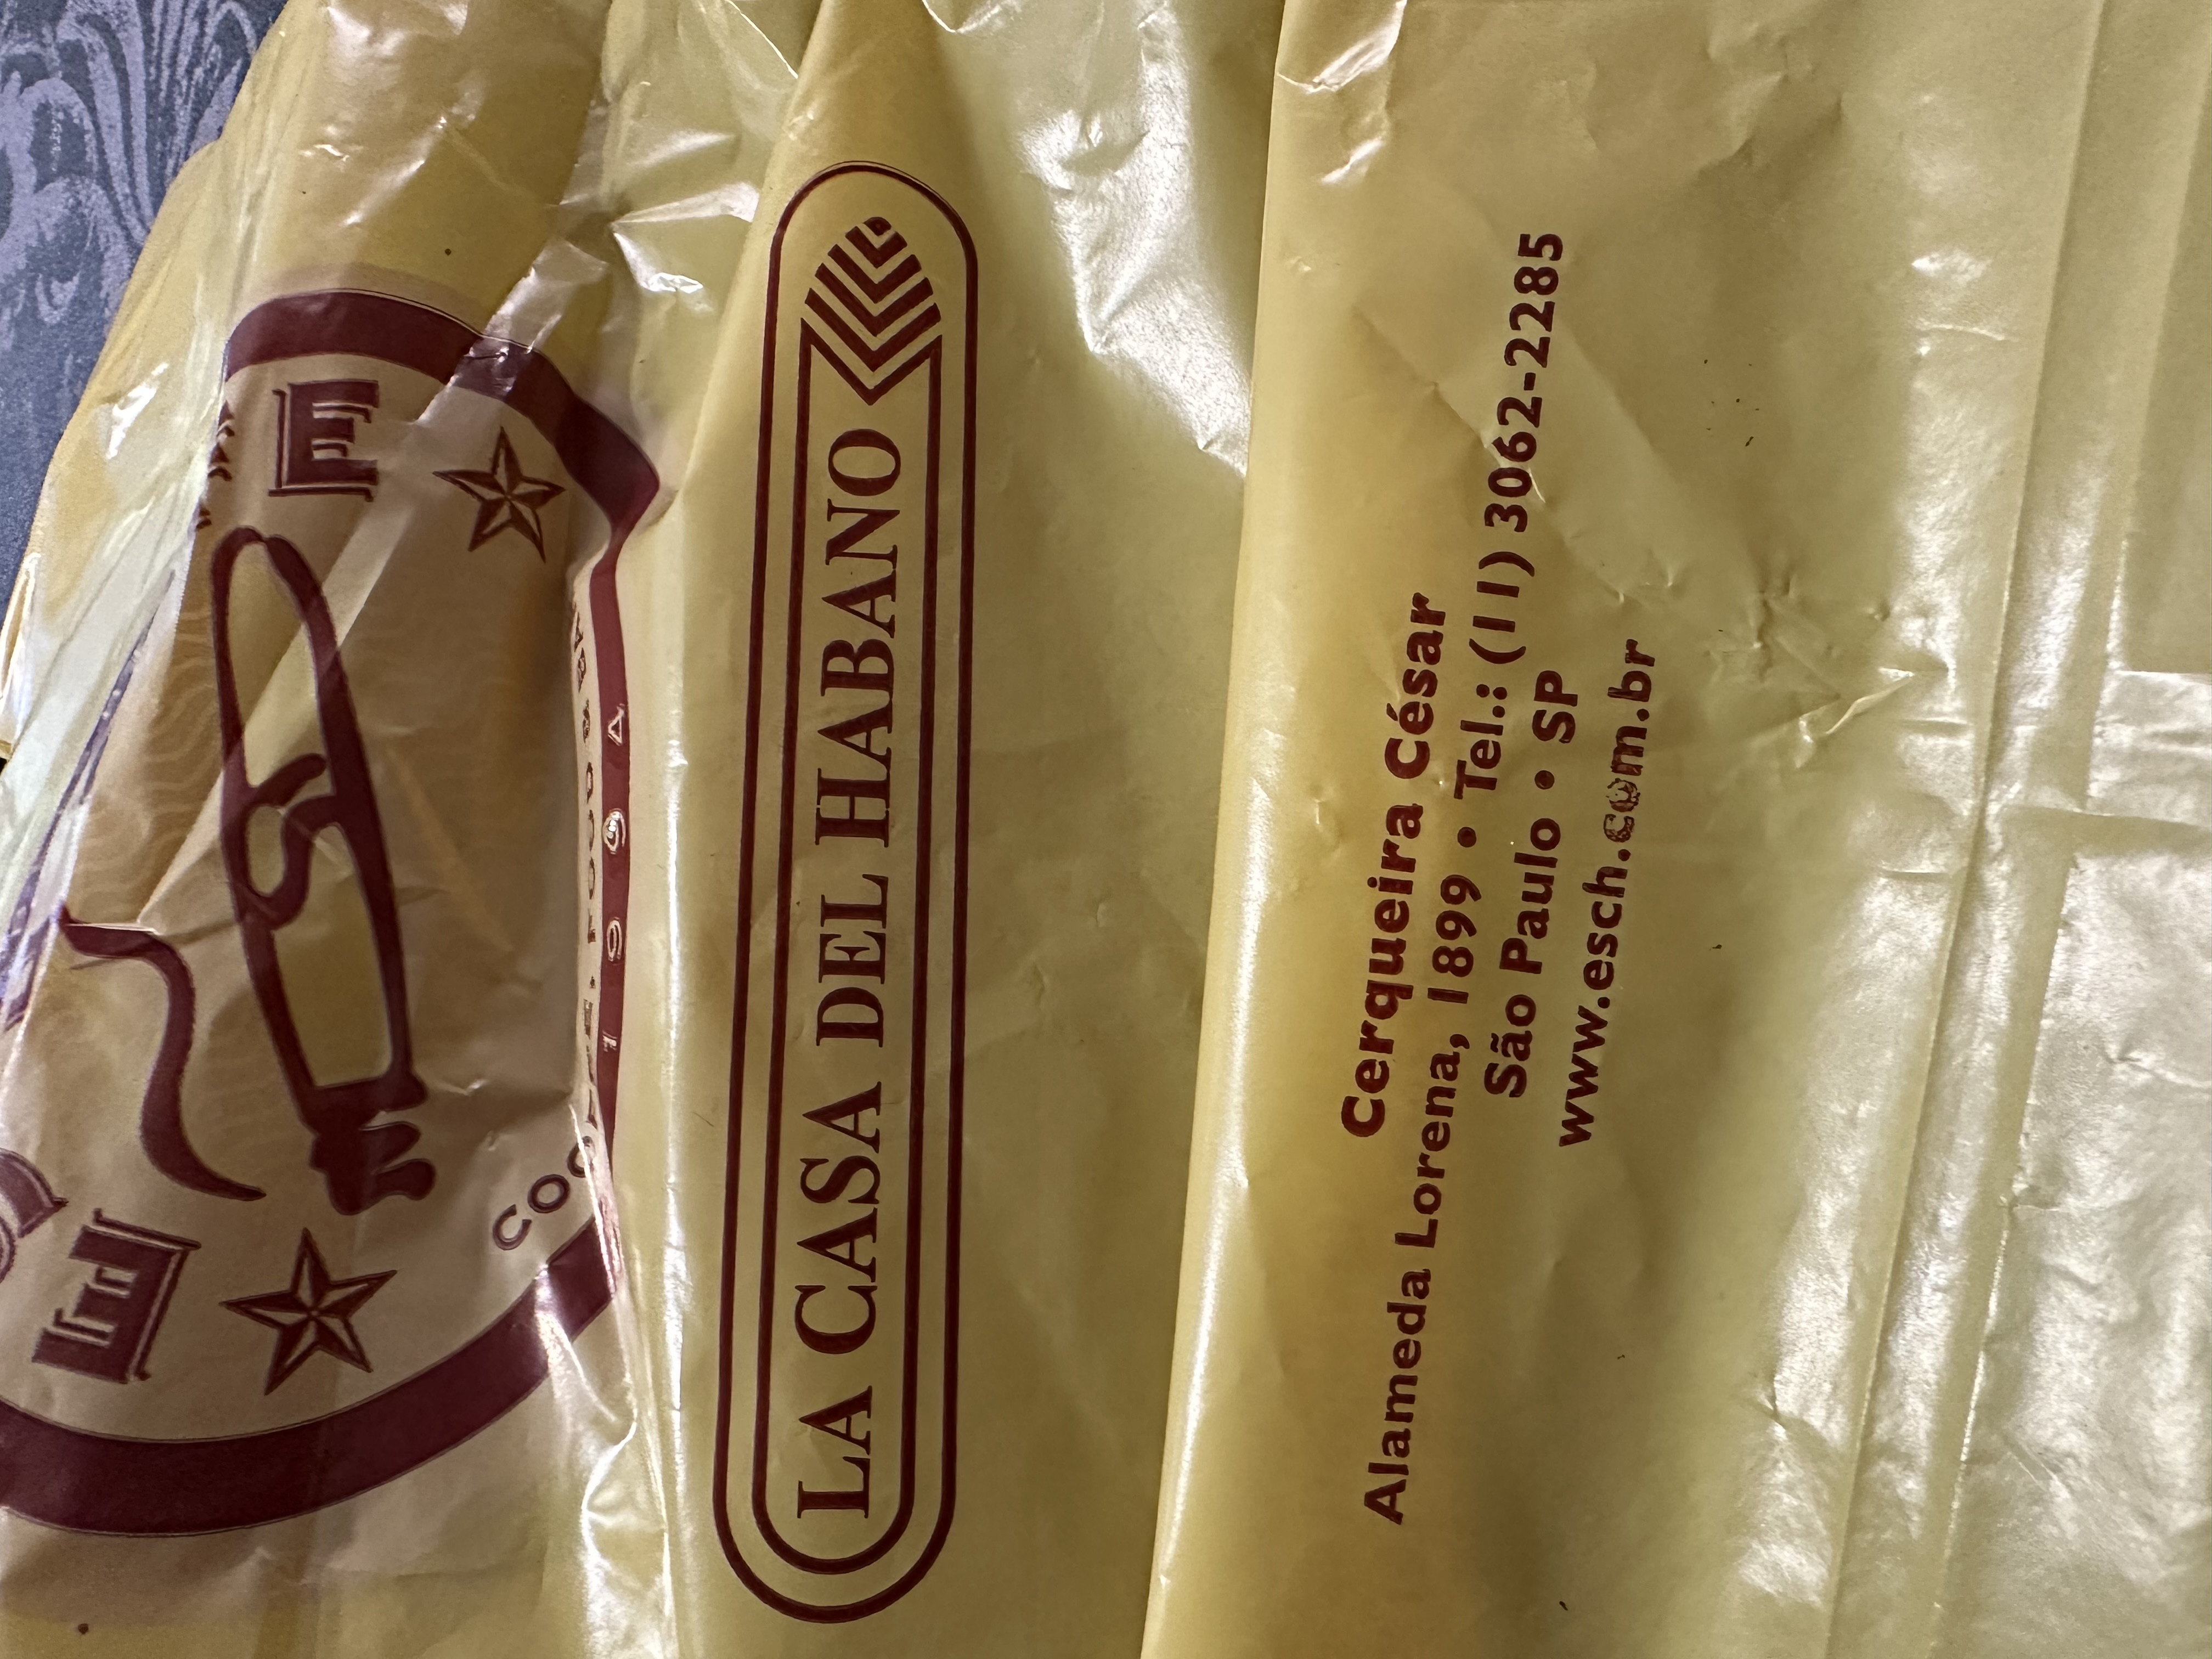 LA CASA DEL HABANO
Cerqueira César
Alameda Lorena, 1899 • Tel.: (11) 3062-2285
São Paulo • SP
www.esch.com.br